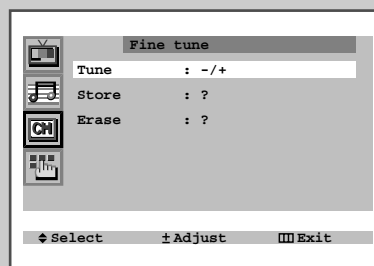 Fine tune
Tune : -/+
Store : ?
CH
Erase : ?
Select ± Adjust Exit